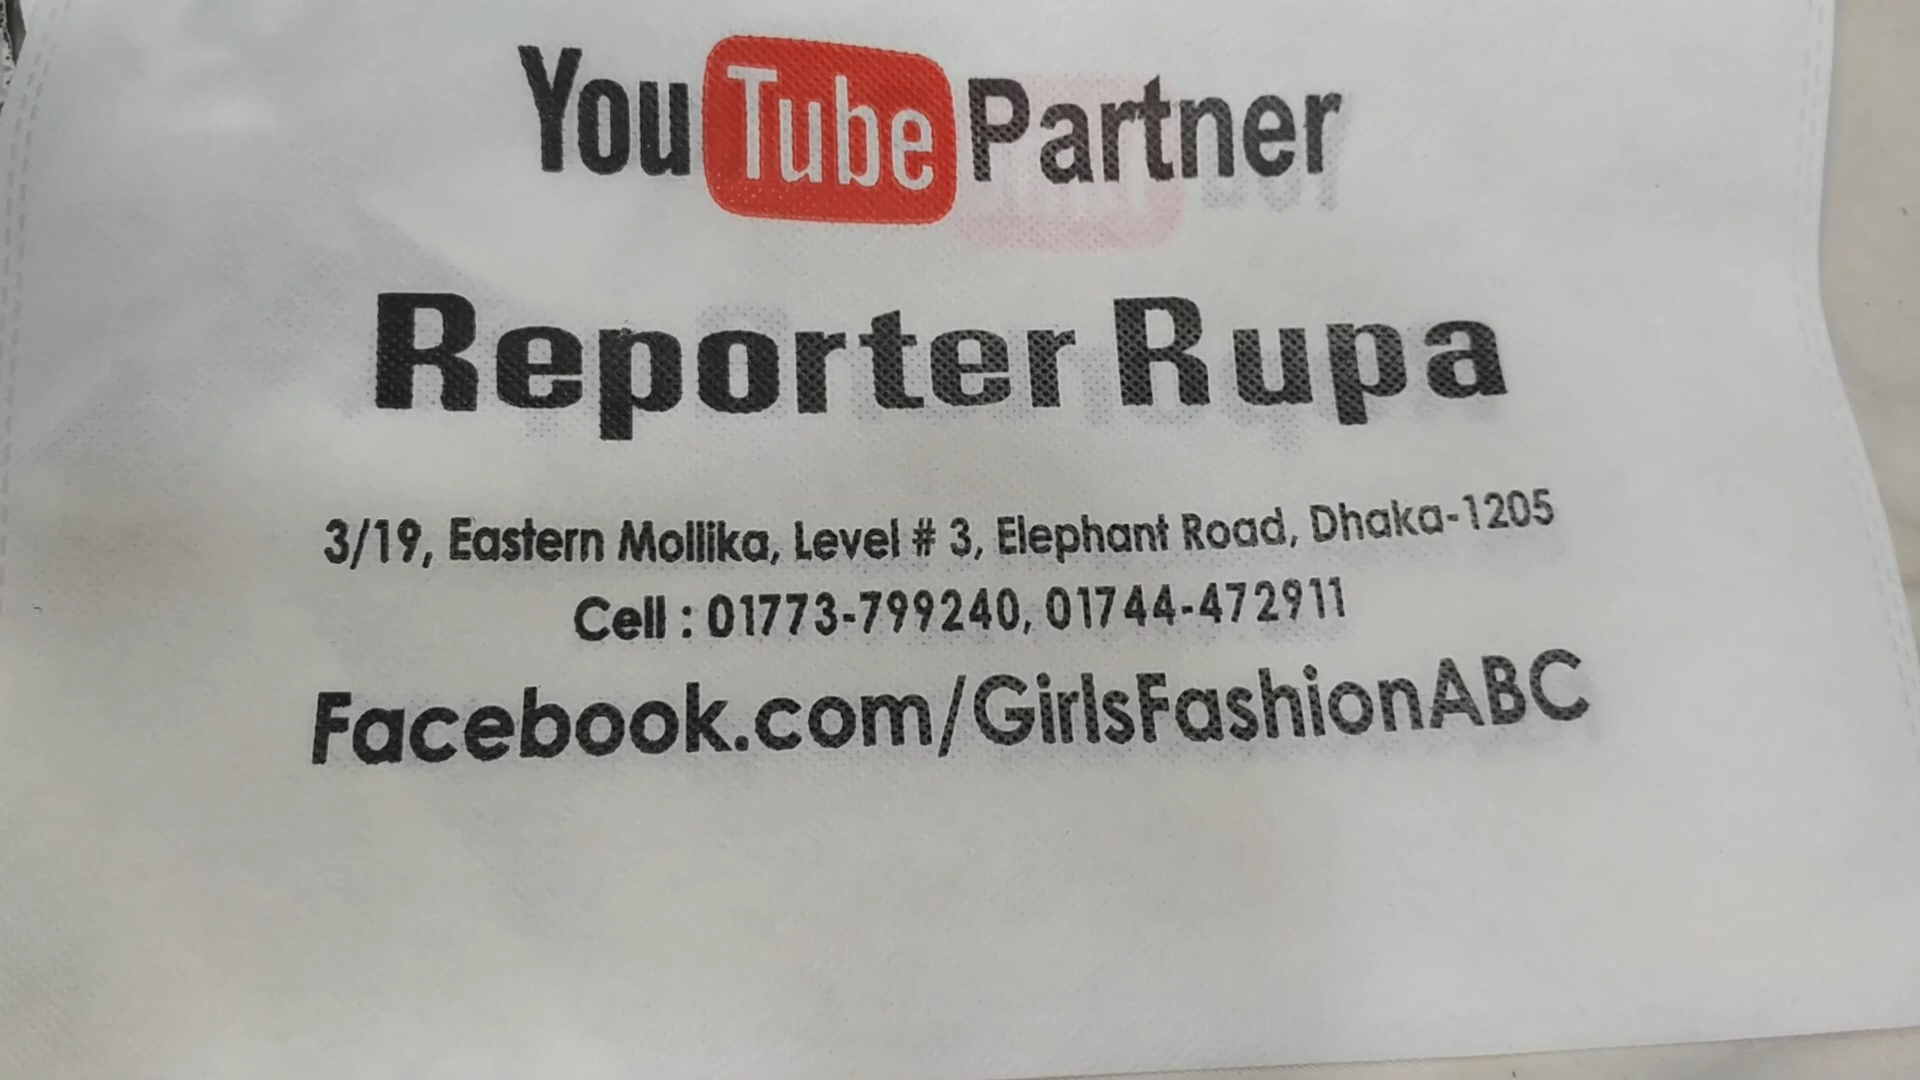 YouTube Partner
Reporter Rupa
3/19, Eastern Mollika, Level # 3, Elephant Road, Dhaka-1205
Cell : 01773-799240, 01744-472911
Facebook.com/GirlsFashionABC